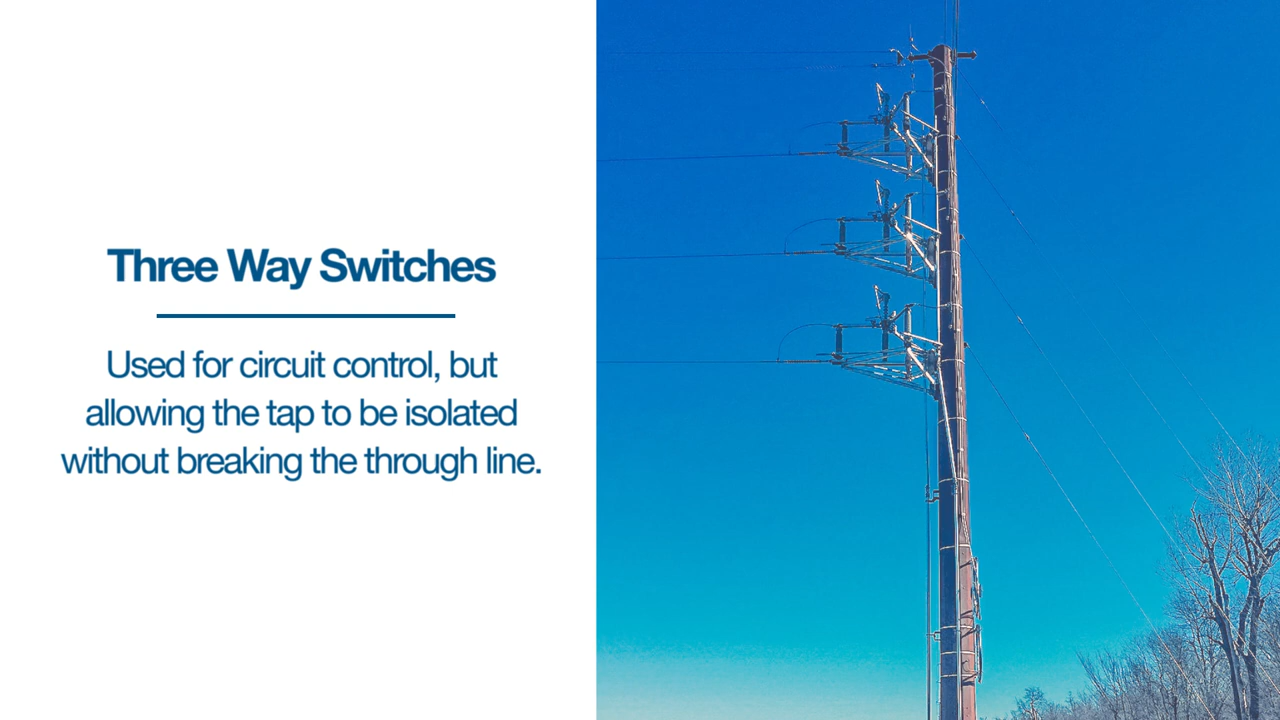 Three Way Switches
Used for circuit control, but
allowing the tap to be isolated
without breaking the through line.